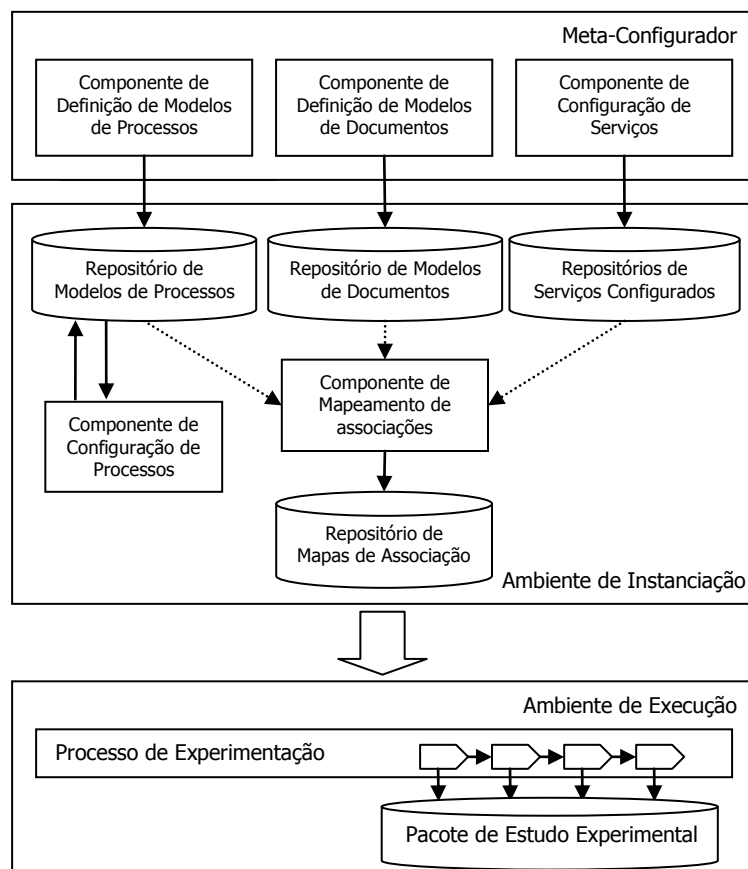 Meta-Configurador
Componente de
Definição de Modelos
de Processos
Componente de
Definição de Modelos
de Documentos
Componente de
Configuração de
Serviços
Repositório de
Modelos de Processos
Repositório de Modelos
de Documentos
Repositórios de
Serviços Configurados
Componente de
Configuração de
Processos
Componente de
Mapeamento de
associações
Repositório de
Mapas de Associação
Ambiente de Instanciação
Ambiente de Execução
Processo de Experimentação
Pacote de Estudo Experimental